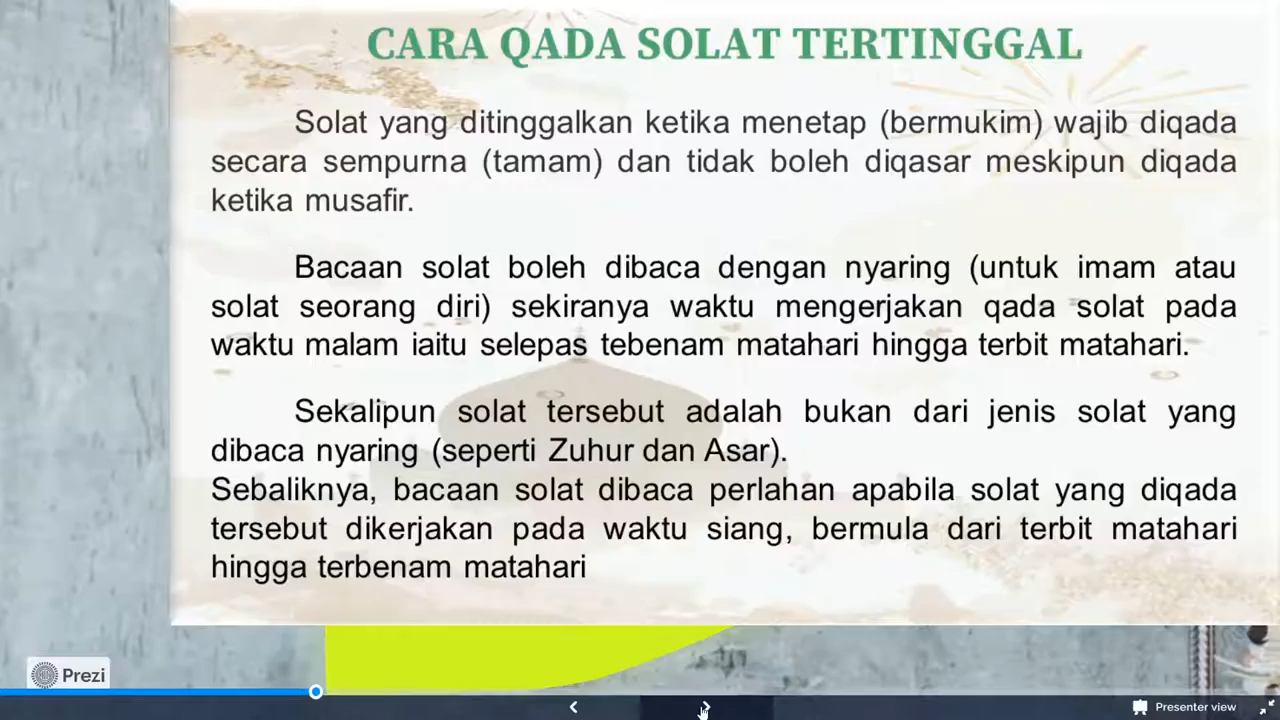 CARA QADA SOLAT TERTINGGAL
Solat yang ditinggalkan ketika menetap (bermukim) wajib diqada
secara sempurna (tamam) dan tidak boleh diqasar meskipun diqada
ketika musafir.
Bacaan solat boleh dibaca dengan nyaring (untuk imam atau
solat seorang diri) sekiranya waktu mengerjakan qada solat pada
waktu malam iaitu selepas tebenam matahari hingga terbit matahari.
Sekalipun solat tersebut adalah bukan dari jenis solat yang
dibaca nyaring (seperti Zuhur dan Asar).
Sebaliknya, bacaan solat dibaca perlahan apabila solat yang diqada
tersebut dikerjakan pada waktu siang, bermula dari terbit matahari
hingga terbenam matahari
Prezi
Presenter view